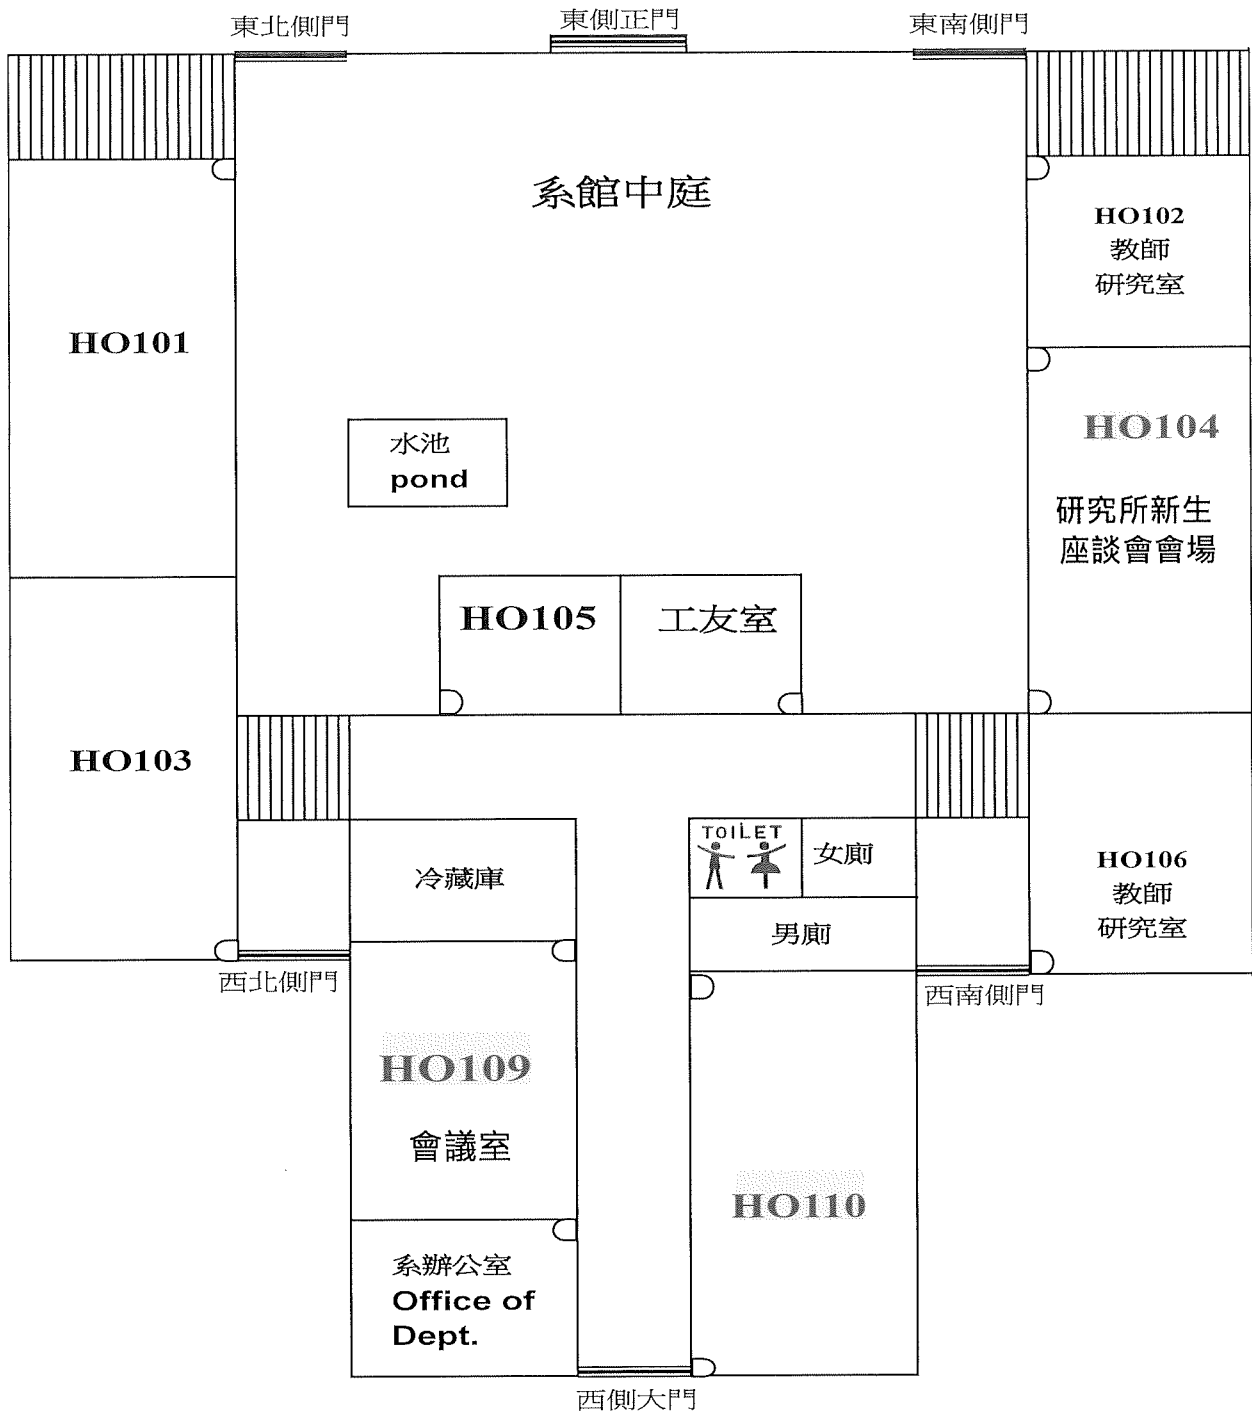 東北側門
東側正門
東南側門
系館中庭
HO102
教師
研究室
HO101
HO104
研究所新生
座談會會場
水池
pond
HO105
工友室
HO103
冷藏庫
TOILET
女廁
男廁
HO106
教師
研究室
西北側門
西南側門
HO109
會議室
HO110
系辦公室
Office of
Dept.
西側大門